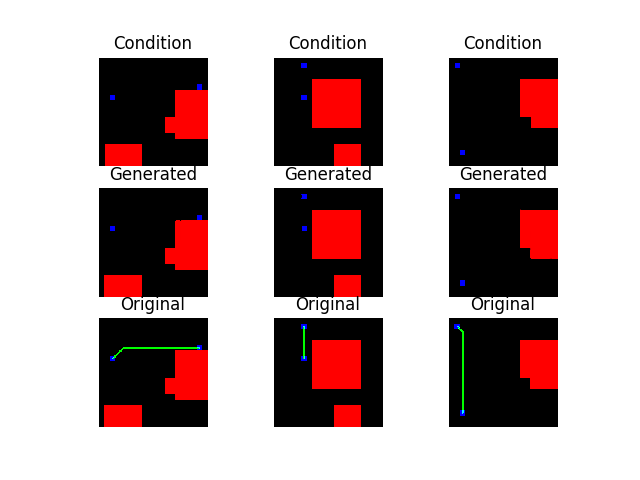 Condition Condition Condition
Generated Generated Generated
Original Original Original